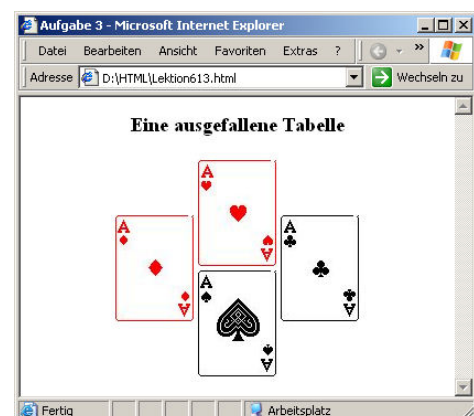 Aufgabe 3 - Microsoft Internet Explorer
Datei Bearbeiten Ansicht Favoriten Extras ? »
Adresse D:\HTML\Lektion613.html Wechseln zu
Eine ausgefallene Tabelle
A
A
A
A
A
A
A
A
Fertig Arbeitsplatz